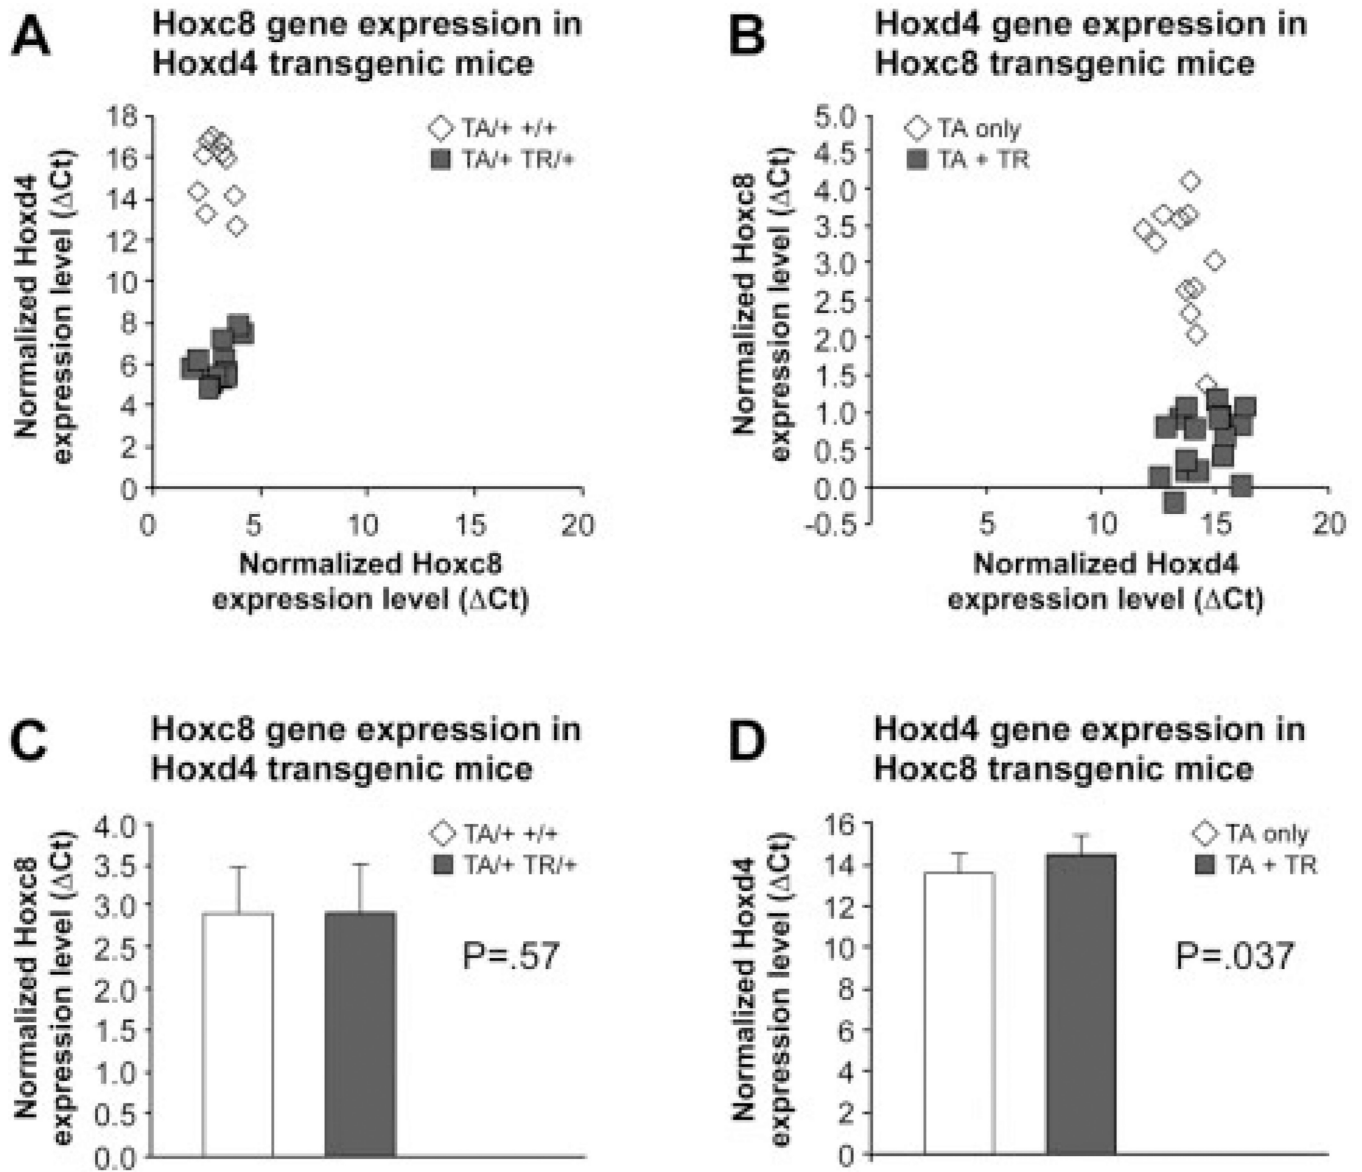 A
Hoxc8 gene expression in
Hoxd4 transgenic mice
Normalized Hoxd4
expression level (ΔCt)
18
16
14
12
10
8
6
4
2
0
TA/+ +/+
TA/+ TR/+
0 5 10 15 20
Normalized Hoxc8
expression level (ΔCt)
B
Hoxd4 gene expression in
Hoxc8 transgenic mice
Normalized Hoxc8
expression level (ΔCt)
5.0
4.5
4.0
3.5
3.0
2.5
2.0
1.5
1.0
0.5
0.0
-0.5
TA only
TA + TR
5 10 15 20
Normalized Hoxd4
expression level (ΔCt)
C
Hoxc8 gene expression in
Hoxd4 transgenic mice
Normalized Hoxc8
expression level (ΔCt)
4.0
3.5
3.0
2.5
2.0
1.5
1.0
0.5
0.0
TA/+ +/+
TA/+ TR/+
P=.57
D
Hoxd4 gene expression in
Hoxc8 transgenic mice
Normalized Hoxd4
expression level (ΔCt)
16
14
12
10
8
6
4
2
0
TA only
TA + TR
P=.037